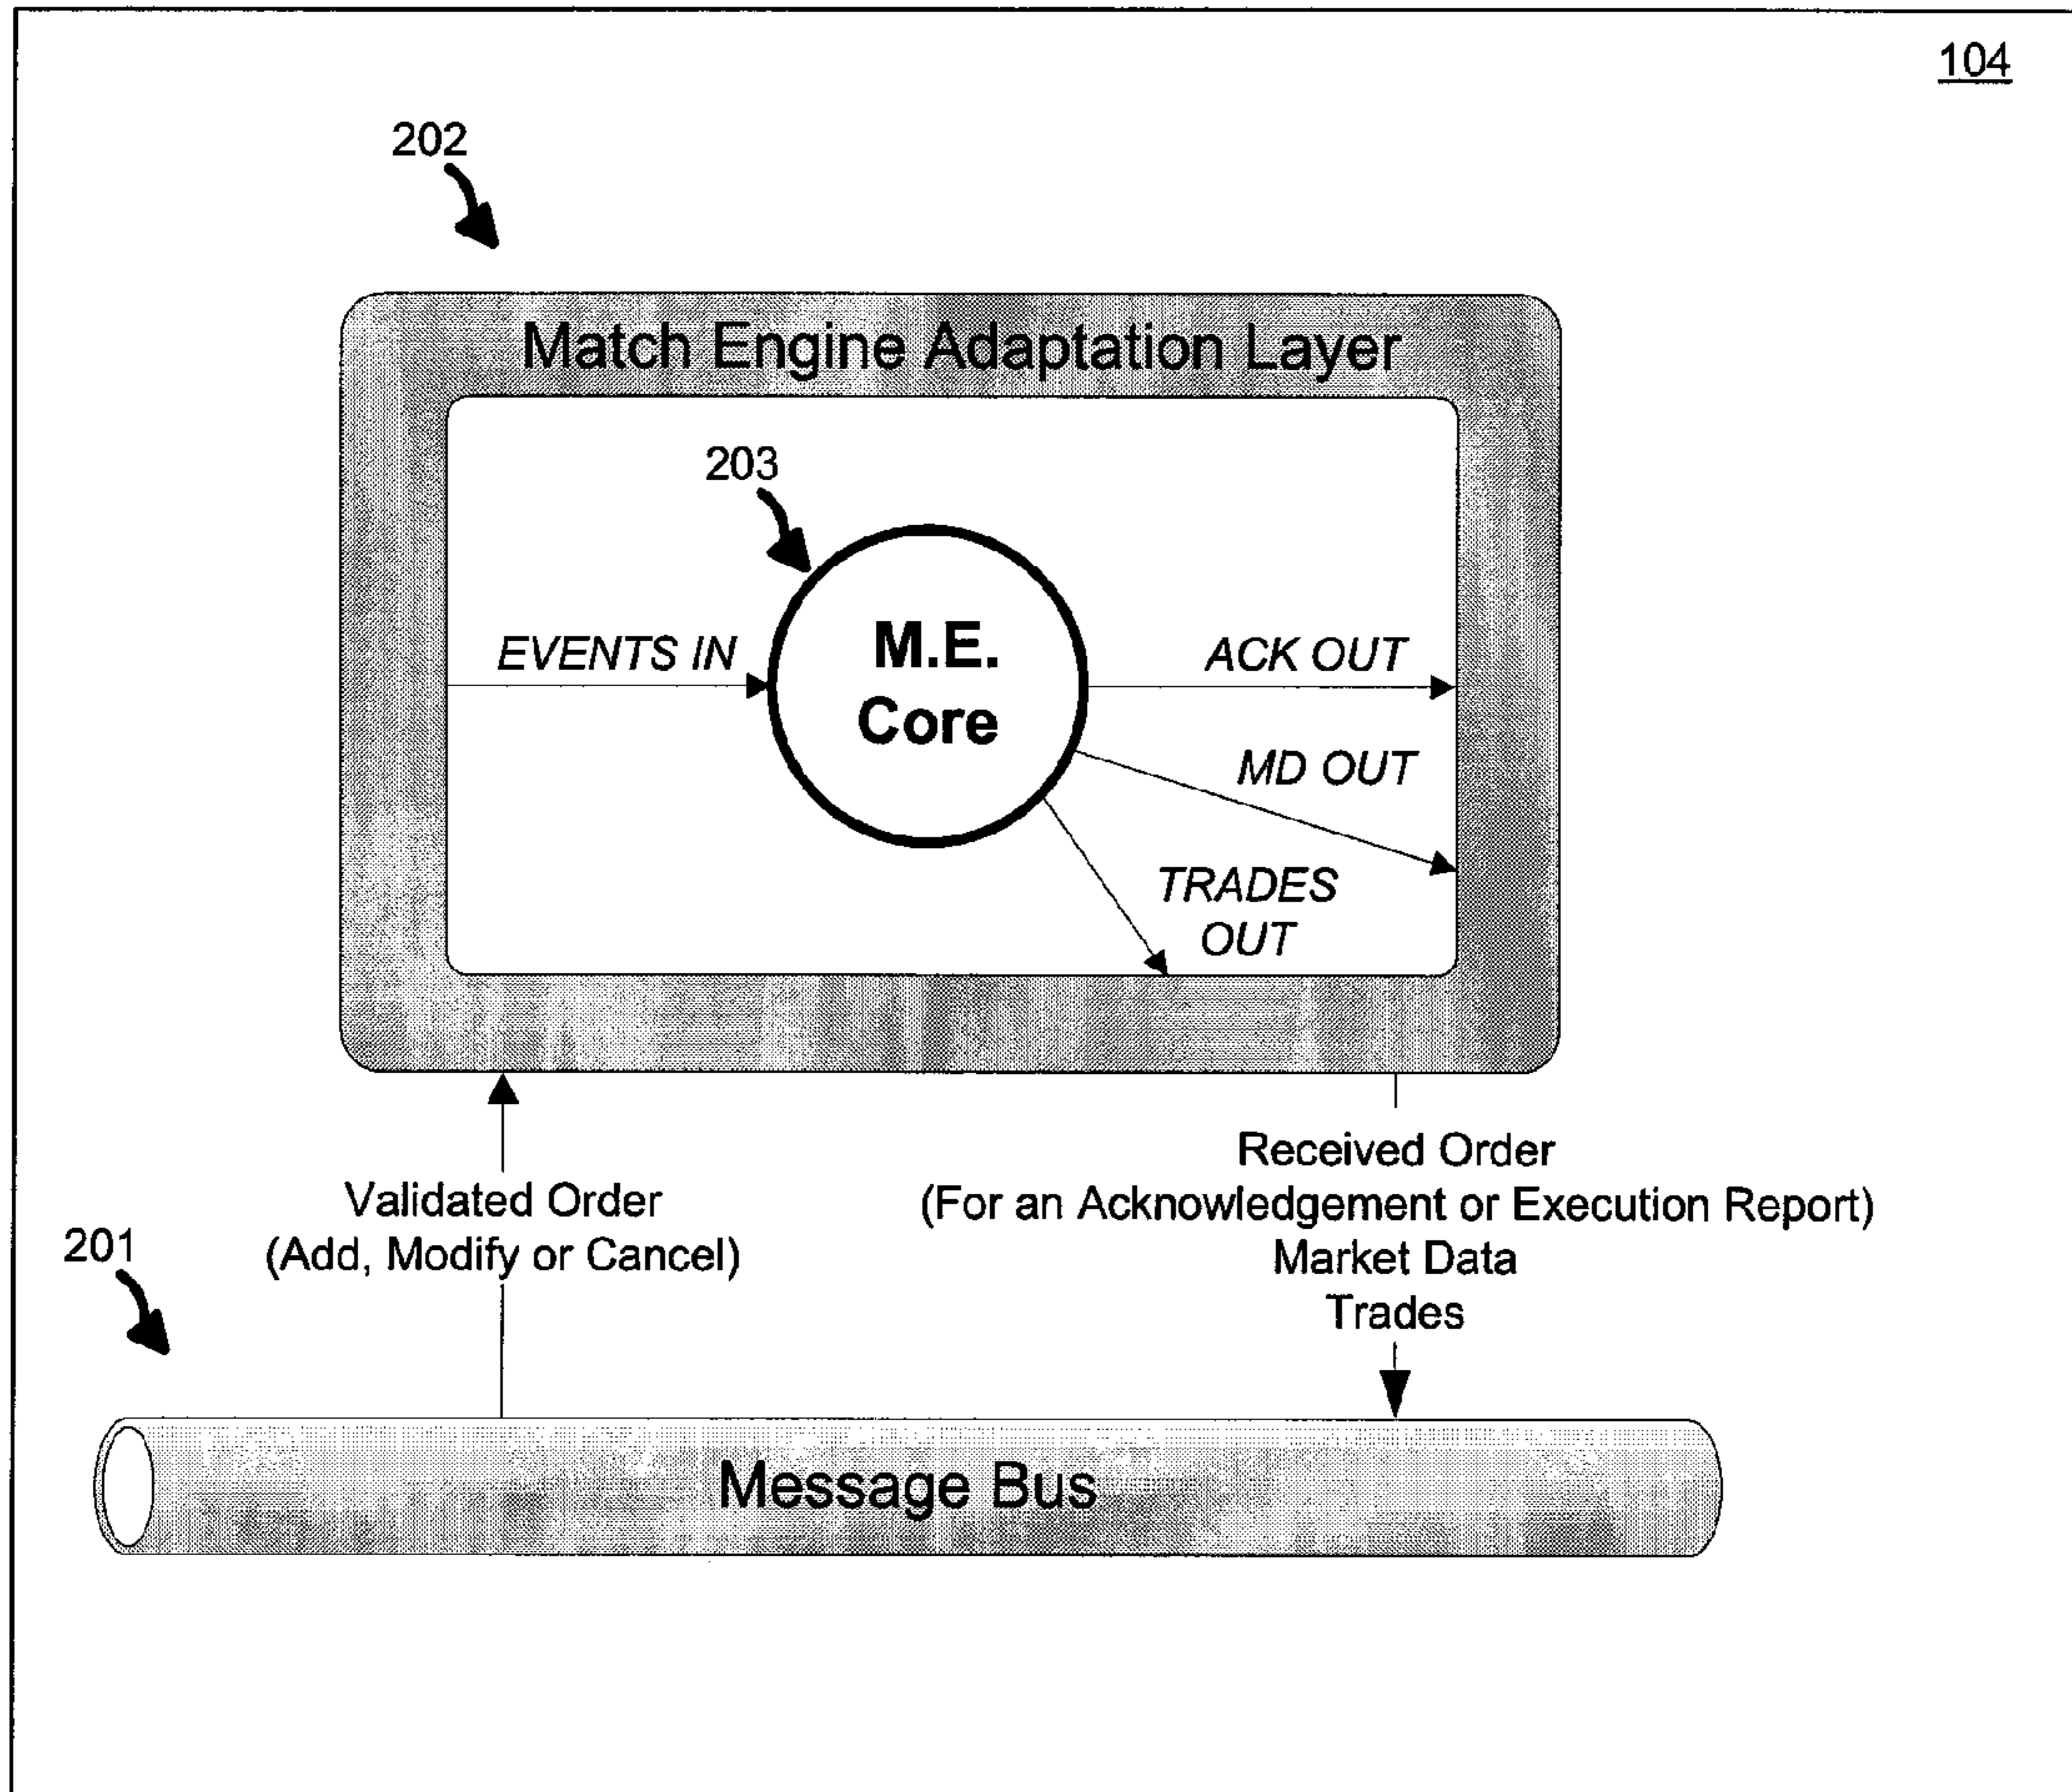 104
202
Match Engine Adaptation Layer
203
M.E.
Core
EVENTS IN
ACK OUT
MD OUT
TRADES
OUT
Validated Order
(Add, Modify or Cancel)
Received Order
(For an Acknowledgement or Execution Report)
Market Data
Trades
201
Message Bus